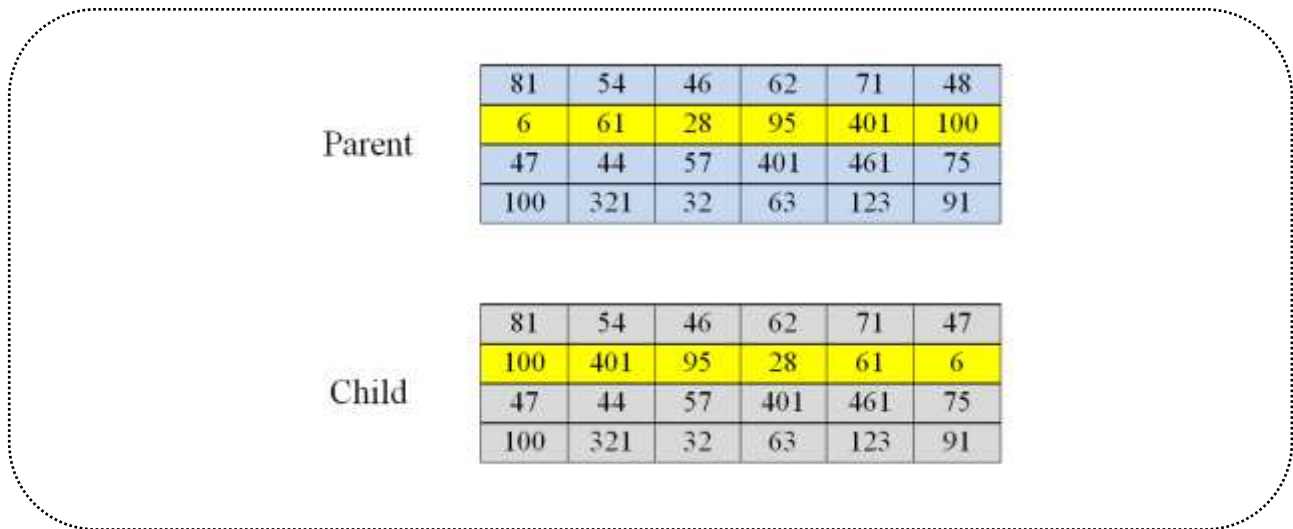 81 54 46 62 71 48
6 61 28 95 401 100
Parent
47 44 57 401 461 75
100 321 32 63 123 91
81 54 46 62 71 47
100 401 95 28 61 6
Child
47 44 57 401 461 75
100 321 32 63 123 91